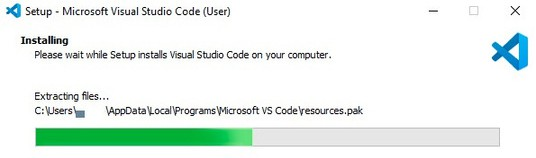 Setup - Microsoft Visual Studio Code (User)
Installing
Please wait while Setup installs Visual Studio Code on your computer.
Extracting files...
C:\Users\ \AppData\Local\Programs\Microsoft VS Code\resources.pak